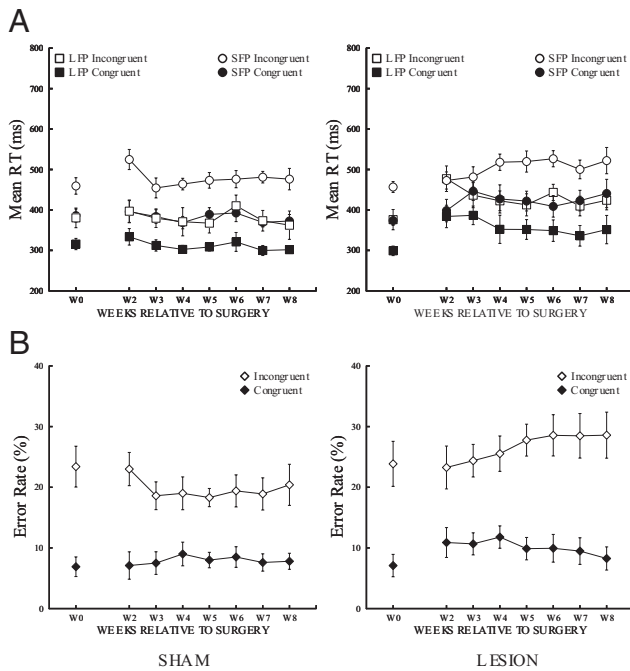 A
800
700
600
500
400
300
200
Mean RT (ms)
LFP Incongruent
LFP Congruent
SFP Incongruent
SFP Congruent
W0 W2 W3 W4 W5 W6 W7 W8
WEEKS RELATIVE TO SURGERY
800
700
600
500
400
300
200
Mean RT (ms)
LFP Incongruent
LFP Congruent
SFP Incongruent
SFP Congruent
W0 W2 W3 W4 W5 W6 W7 W8
WEEKS RELATIVE TO SURGERY
B
40
30
20
10
0
Error Rate (%)
Incongruent
Congruent
W0 W2 W3 W4 W5 W6 W7 W8
WEEKS RELATIVE TO SURGERY
SHAM
40
30
20
10
0
Error Rate (%)
Incongruent
Congruent
W0 W2 W3 W4 W5 W6 W7 W8
WEEKS RELATIVE TO SURGERY
LESION